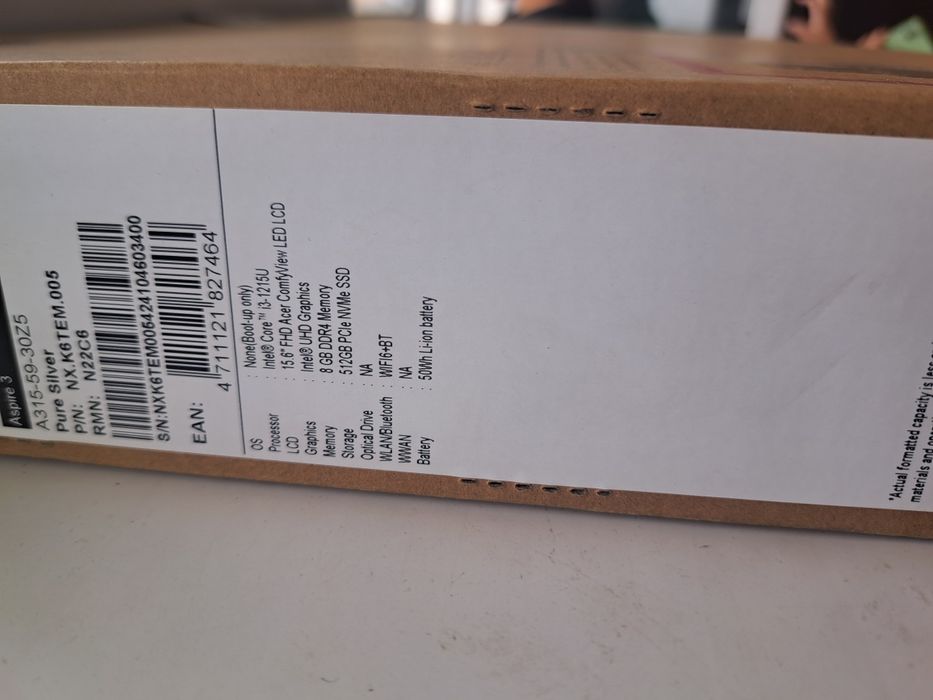 Aspire 3
A315-59-30Z5
Pure Silver
P/N: NX.K6TEM.005
RMN: N22C6
S/N:NXK6TEM005424104603400
EAN: 4 711121 827464
OS : None(Boot-up only)
Processor : Intel® Core™ i3-1215U
LCD : 15.6" FHD Acer ComfyView LED LCD
Graphics : Intel® UHD Graphics
Memory : 8 GB DDR4 Memory
Storage : 512GB PCIe NVMe SSD
Optical Drive : NA
WLAN/Bluetooth : WIFI6+BT
WWAN : NA
Battery : 50Wh Li-ion battery
*Actual formatted capacity is less
materials and